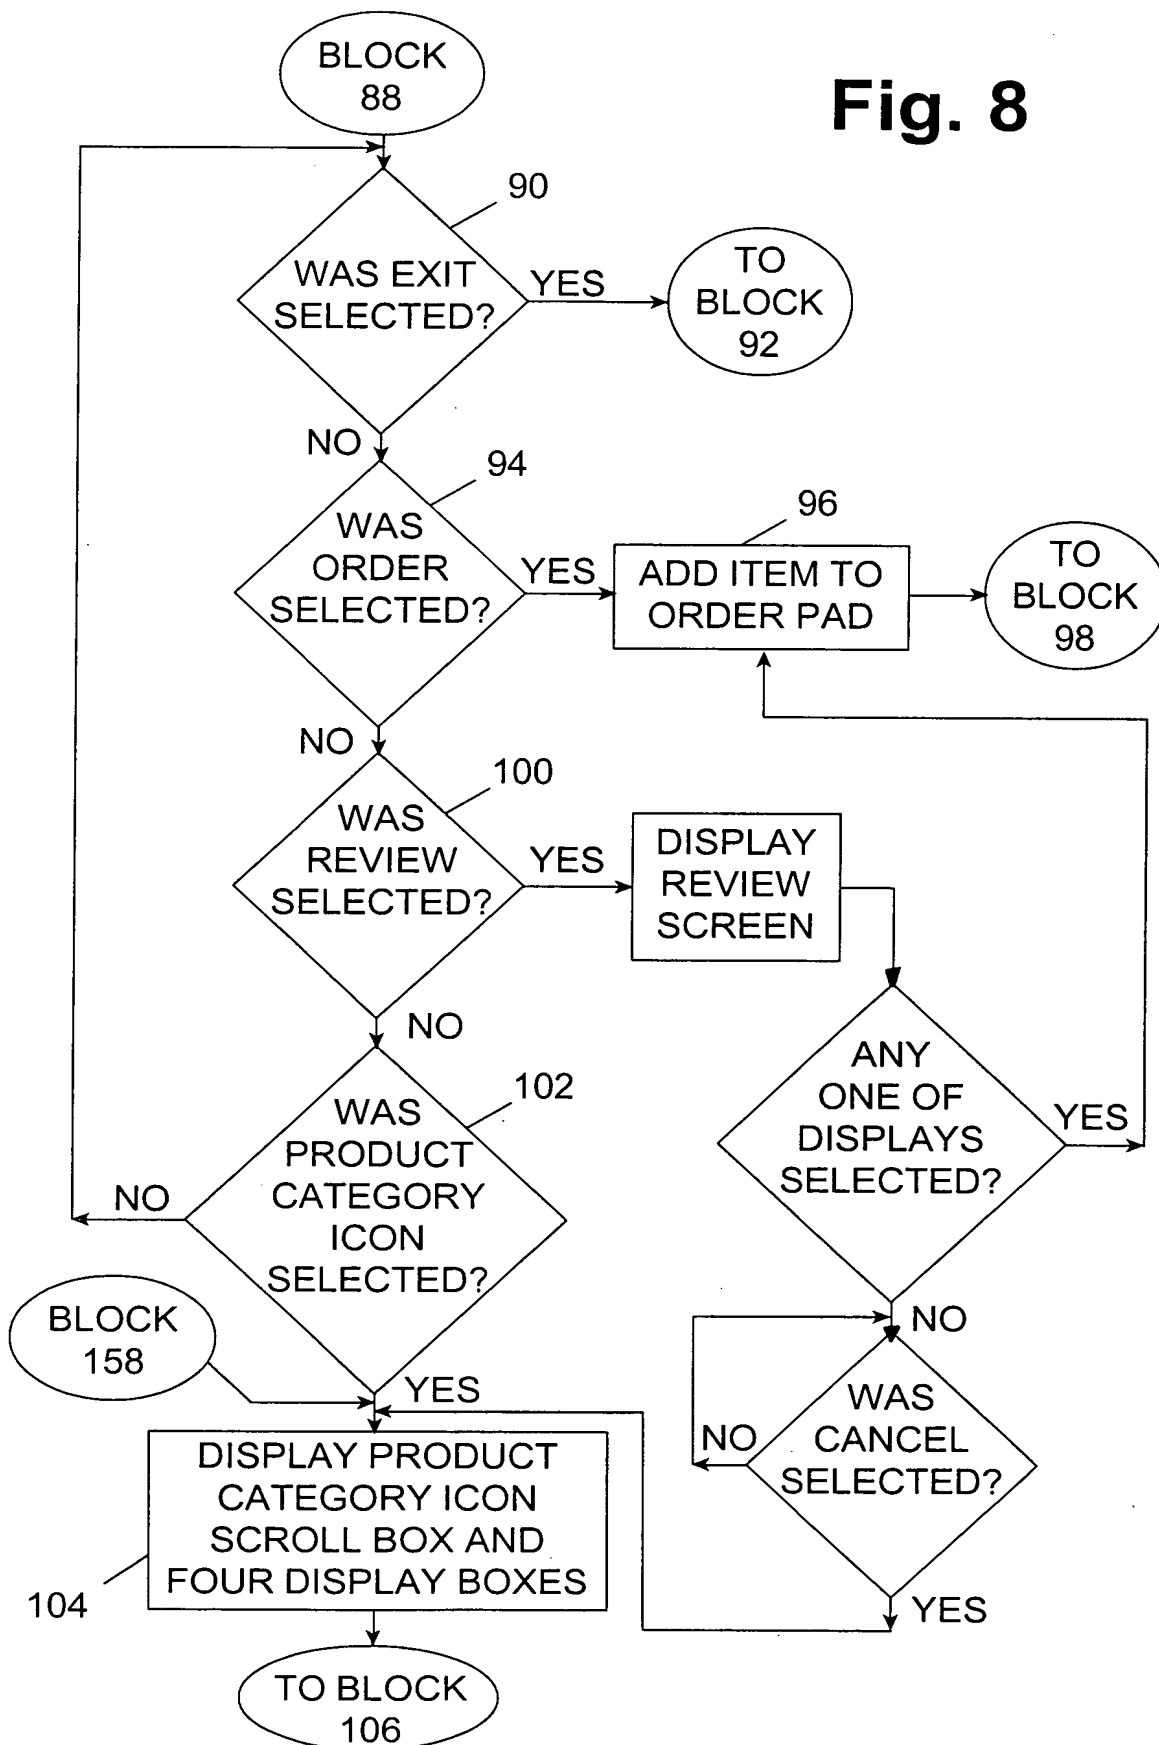 BLOCK
88
Fig. 8
90
WAS EXIT
SELECTED?
YES
TO
BLOCK
92
NO
94
WAS
ORDER
SELECTED?
YES
96
ADD ITEM TO
ORDER PAD
TO
BLOCK
98
NO
100
WAS
REVIEW
SELECTED?
YES
DISPLAY
REVIEW
SCREEN
NO
102
WAS
PRODUCT
CATEGORY
ICON
SELECTED?
NO
ANY
ONE OF
DISPLAYS
SELECTED?
YES
NO
BLOCK
158
YES
WAS
CANCEL
SELECTED?
NO
YES
DISPLAY PRODUCT
CATEGORY ICON
SCROLL BOX AND
FOUR DISPLAY BOXES
104
TO BLOCK
106